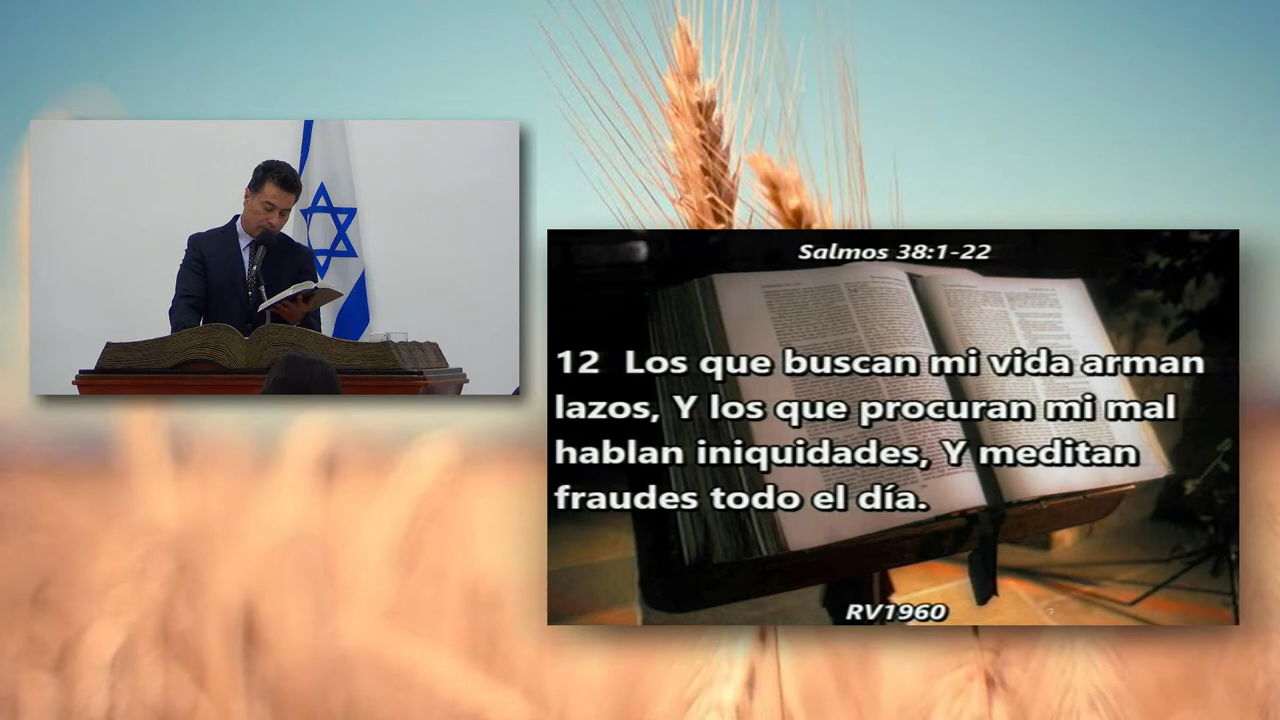 Salmos 38:1-22
12 Los que buscan mi vida arman
lazos, Y los que procuran mi mal
hablan iniquidades, Y meditan
fraudes todo el día.
RV1960